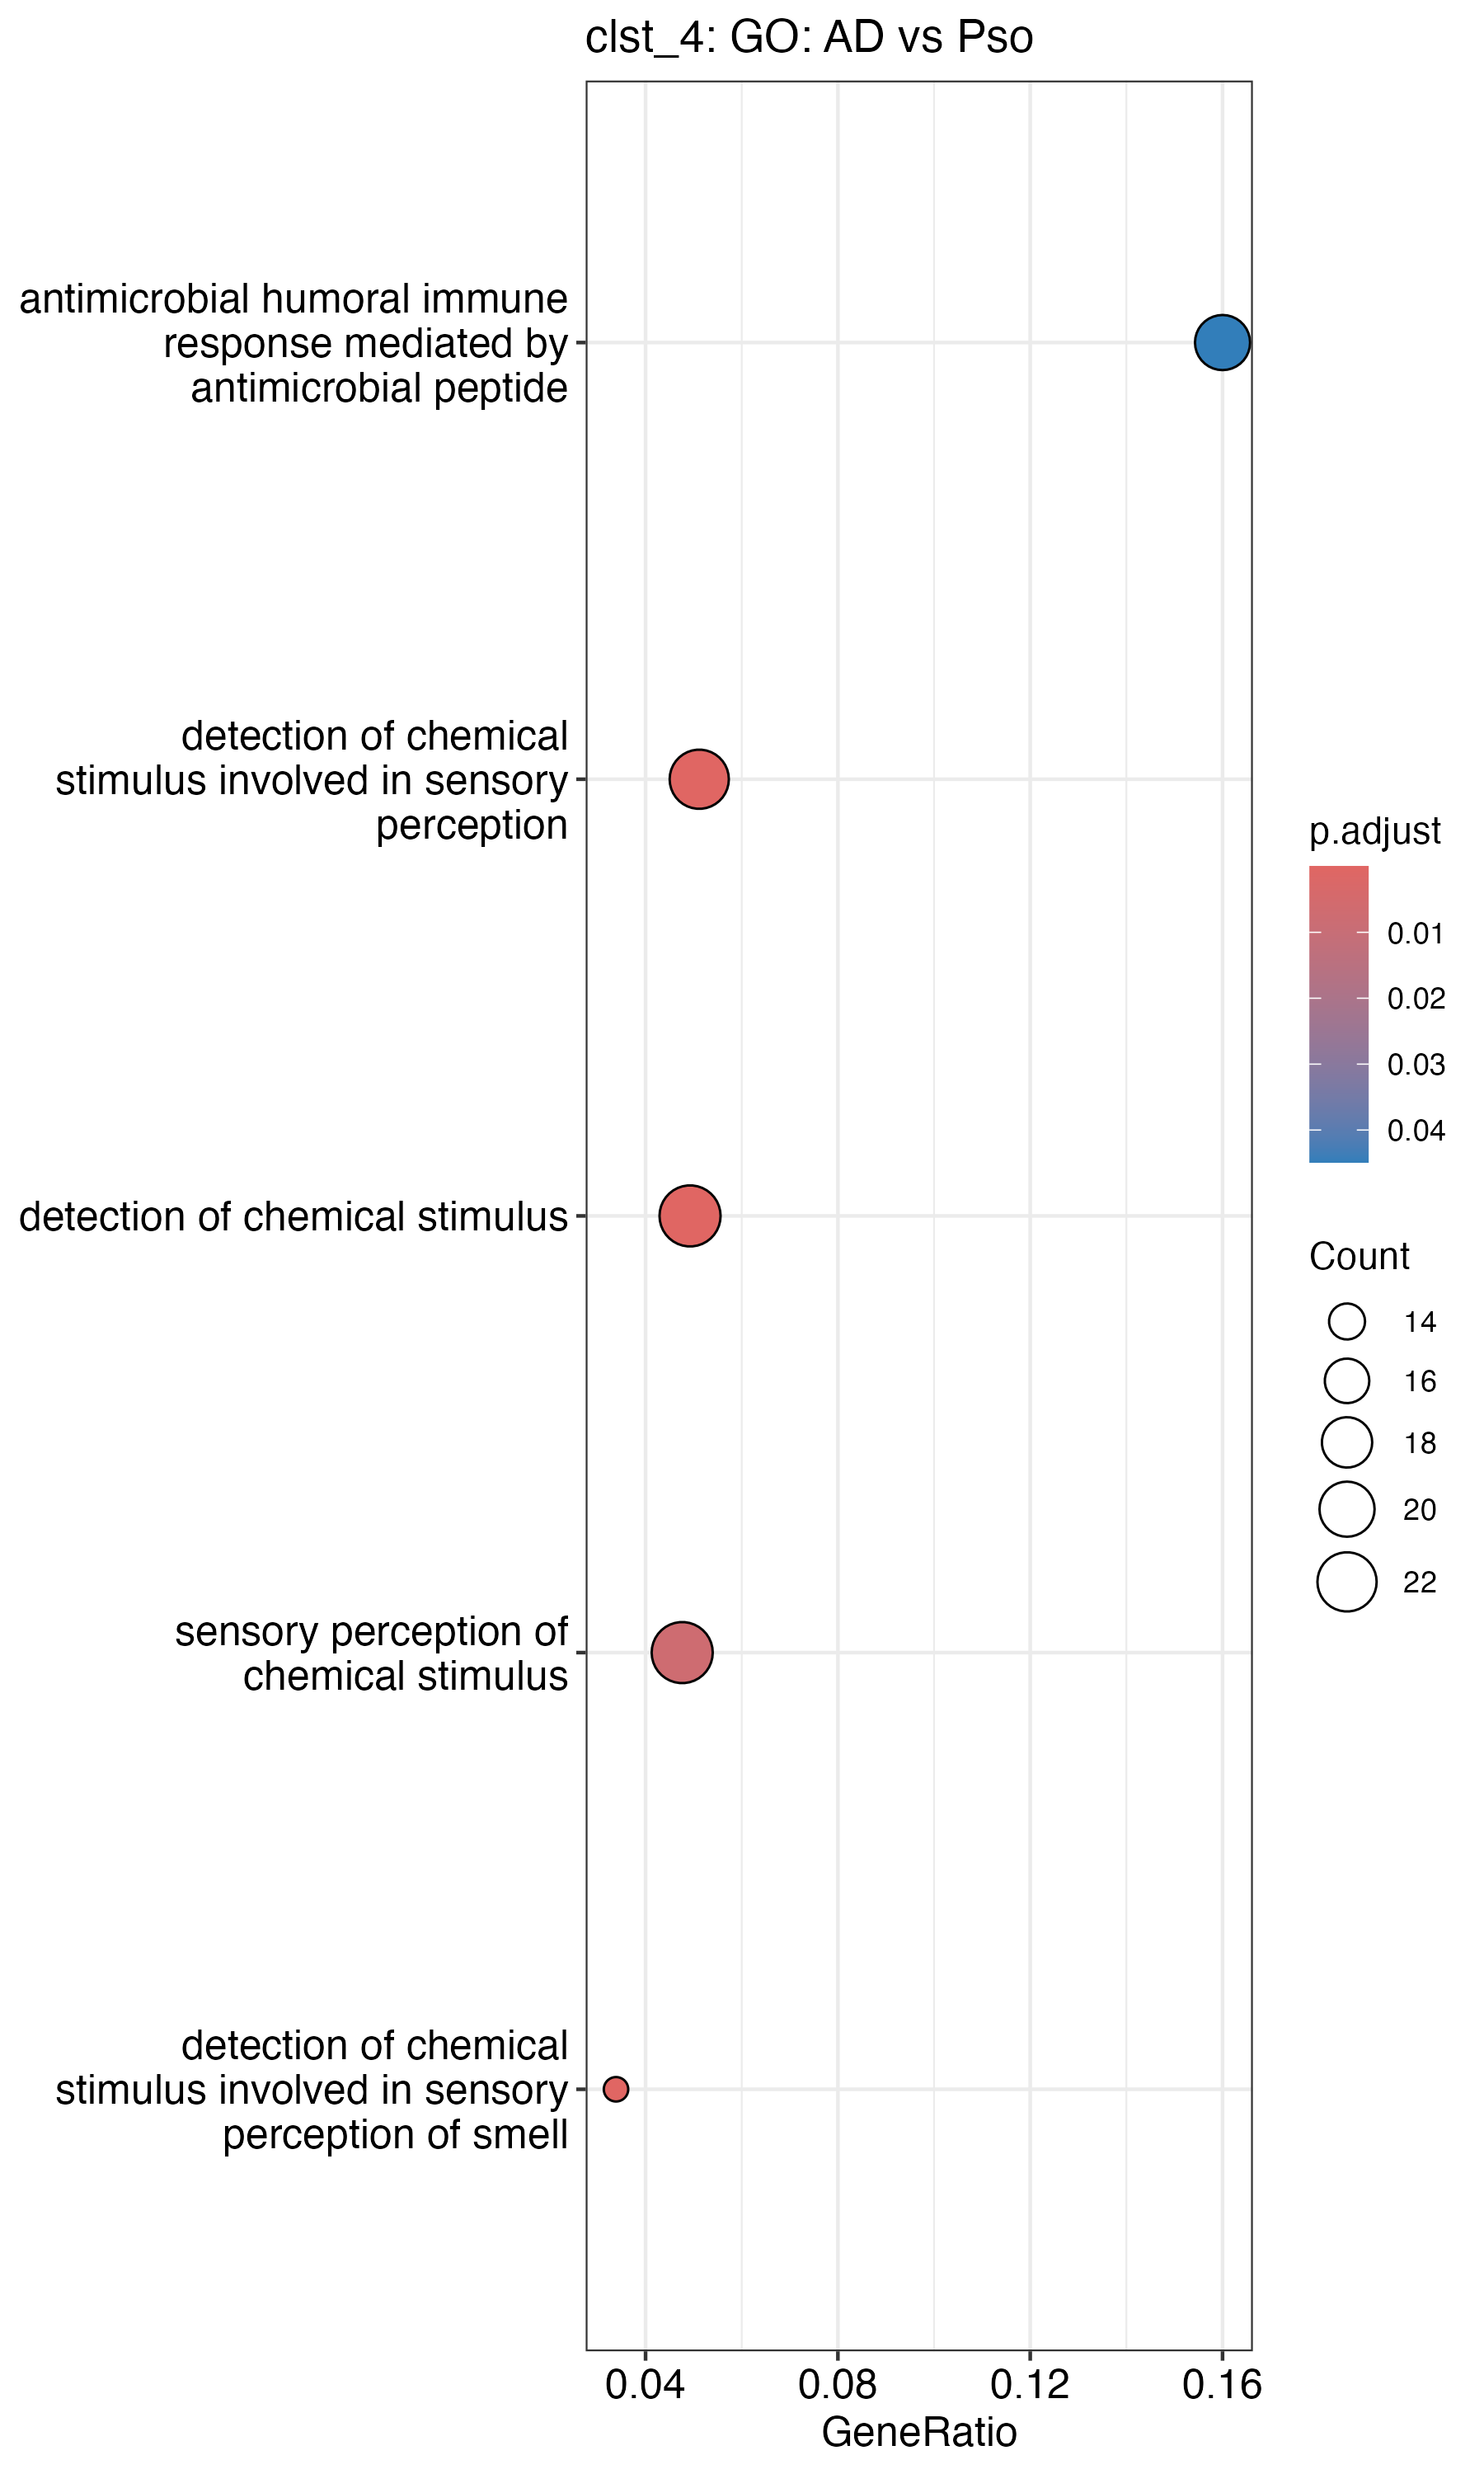 clst_4: GO: AD vs Pso
antimicrobial humoral immune
response mediated by
antimicrobial peptide
detection of chemical
stimulus involved in sensory
perception
detection of chemical stimulus
sensory perception of
chemical stimulus
detection of chemical
stimulus involved in sensory
perception of smell
0.04 0.08 0.12 0.16
GeneRatio
p.adjust
0.01
0.02
0.03
0.04
Count
14
16
18
20
22